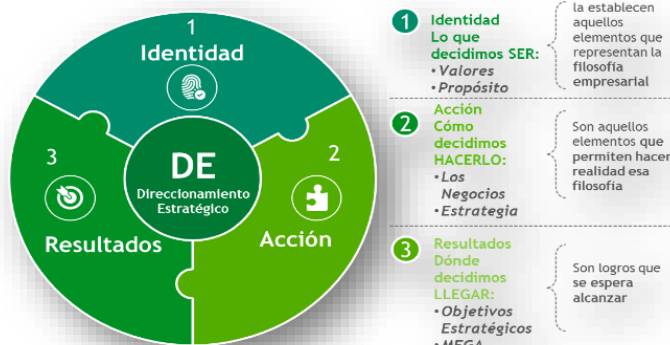 1
Identidad
3
2
DE
Direccionamiento
Estratégico
Resultados
Acción
1
Identidad
Lo que
decidimos SER:
• Valores
• Propósito
la establecen
aquellos
elementos que
representan la
filosofía
empresarial
2
Acción
Cómo
decidimos
HACERLO:
• Los
Negocios
• Estrategia
Son aquellos
elementos que
permiten hacer
realidad esa
filosofía
3
Resultados
Dónde
decidimos
LLEGAR:
• Objetivos
Estratégicos
• MEGA
Son logros que
se espera
alcanzar